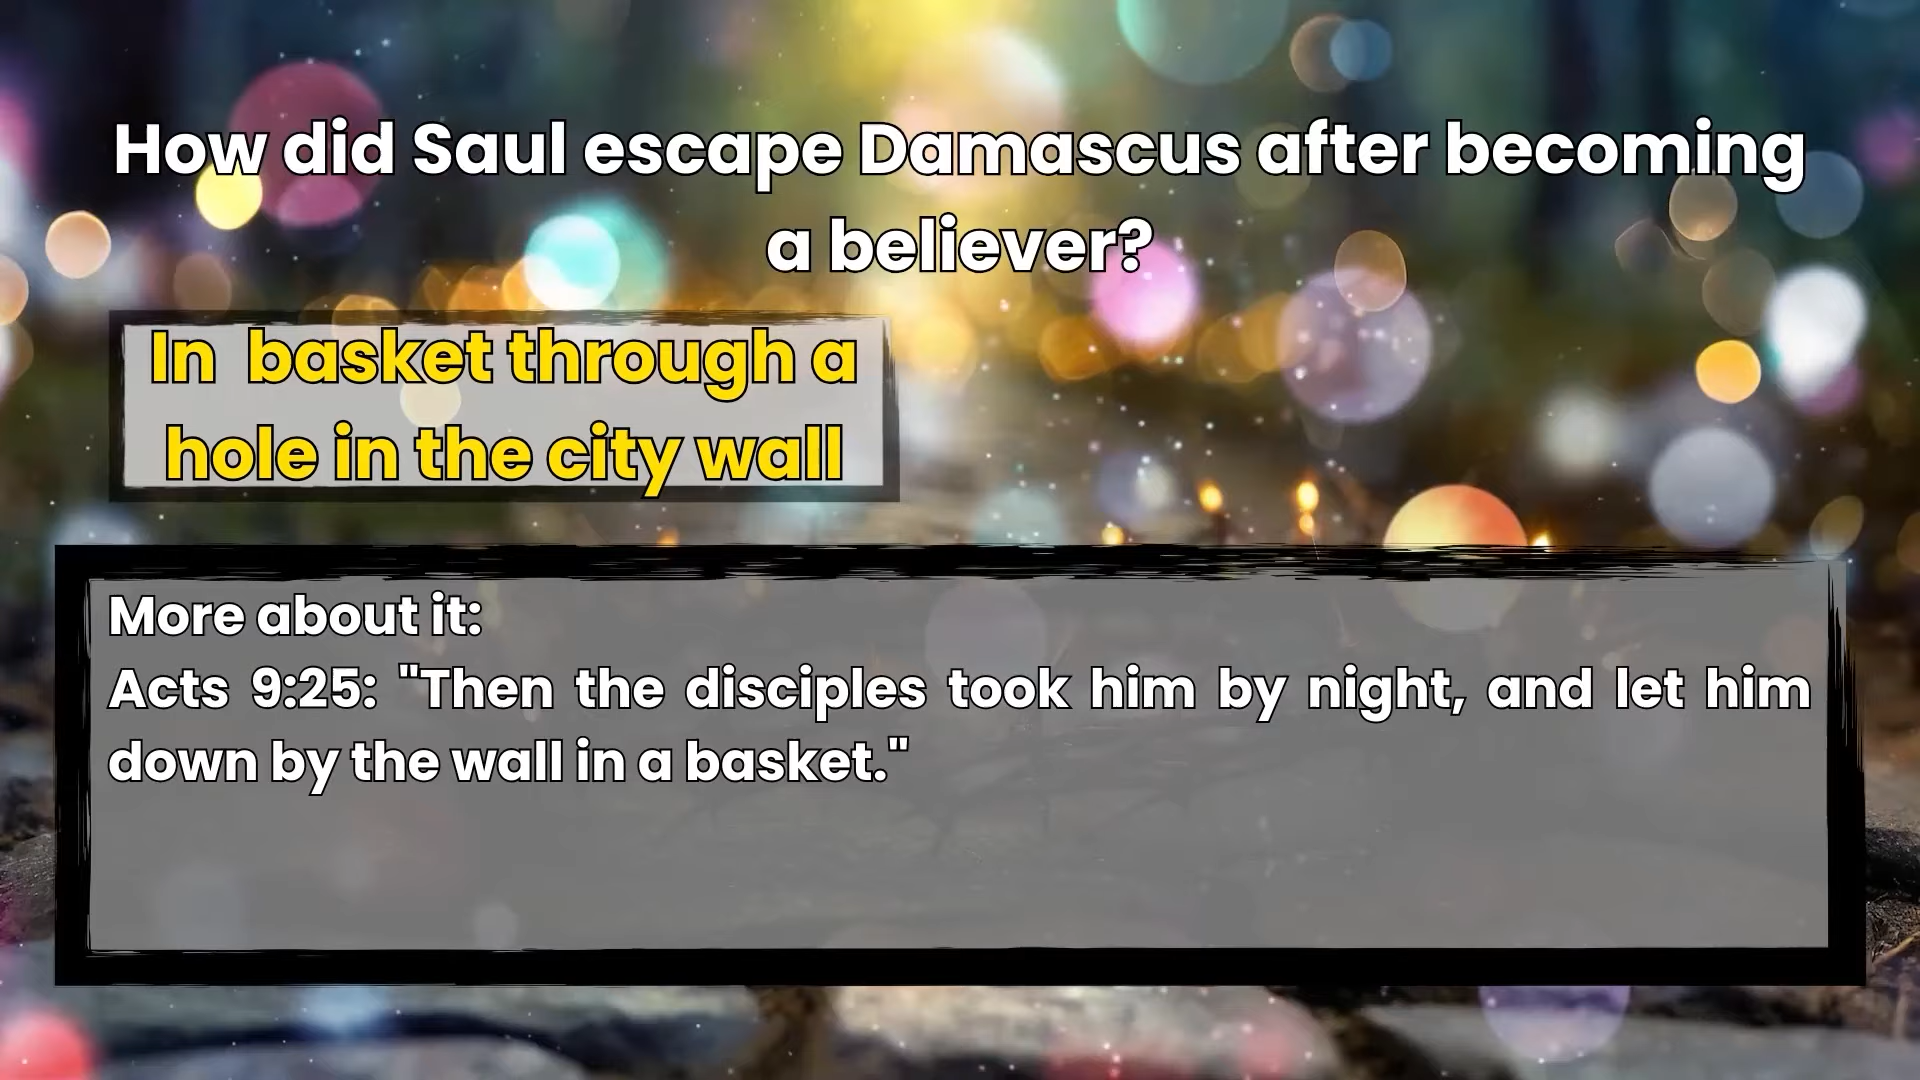 How did Saul escape Damascus after becoming
a believer?
In  basket through a
hole in the city wall
More about it:
Acts 9:25: "Then the disciples took him by night, and let him
down by the wall in a basket."